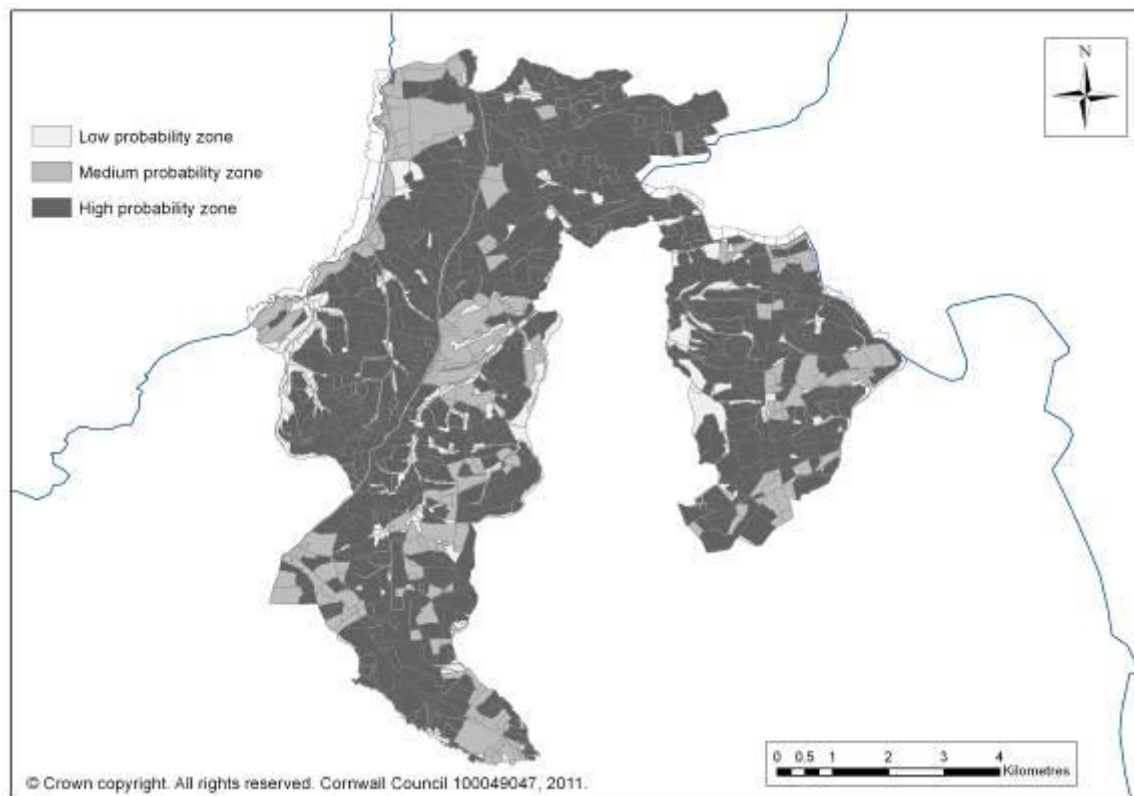 N
Low probability zone
Medium probability zone
High probability zone
0 0.5 1 2 3 4
Kilometres
© Crown copyright. All rights reserved. Cornwall Council 100049047, 2011.